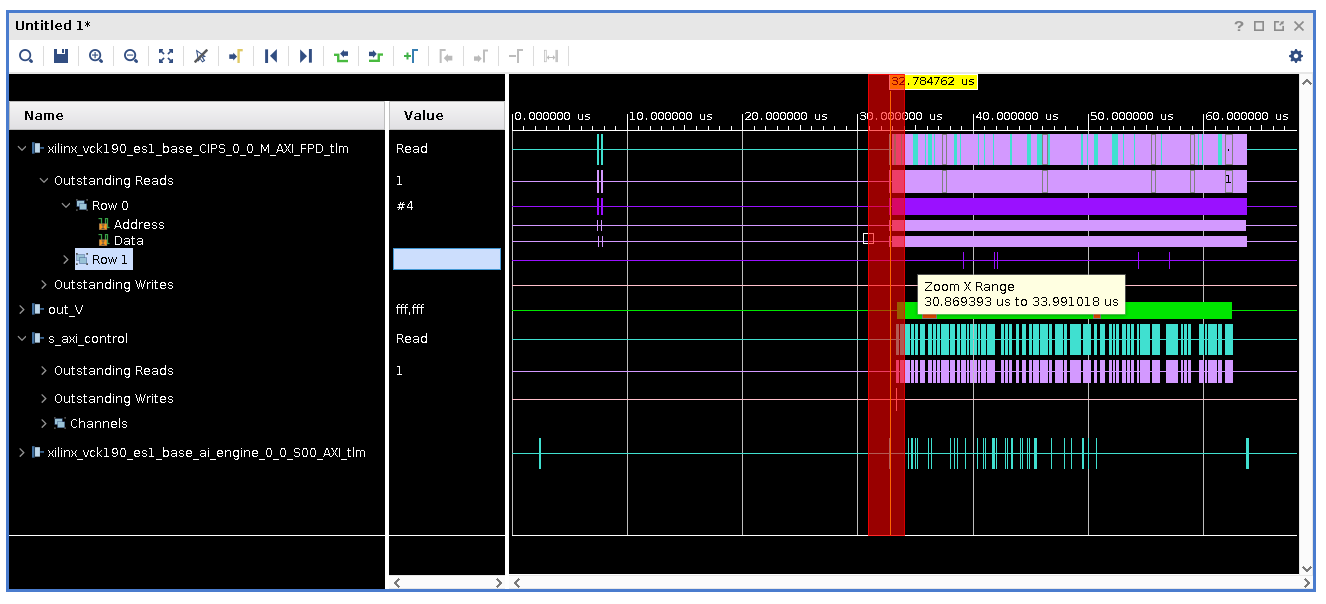 Untitled 1*
?
32.784762 us
Name Value
0.000000 us 10.000000 us 20.000000 us 30.000000 us 40.000000 us 50.000000 us 60.000000 us
xilinx_vck190_es1_base_CIPS_0_0_M_AXI_FPD_tlm Read
Outstanding Reads 1 1
Row 0 #4
Address
Data
Row 1
Outstanding Writes
Zoom X Range
30.869393 us to 33.991018 us
out_V fff,fff
s_axi_control Read
Outstanding Reads 1
Outstanding Writes
Channels
xilinx_vck190_es1_base_ai_engine_0_0_S00_AXI_tlm